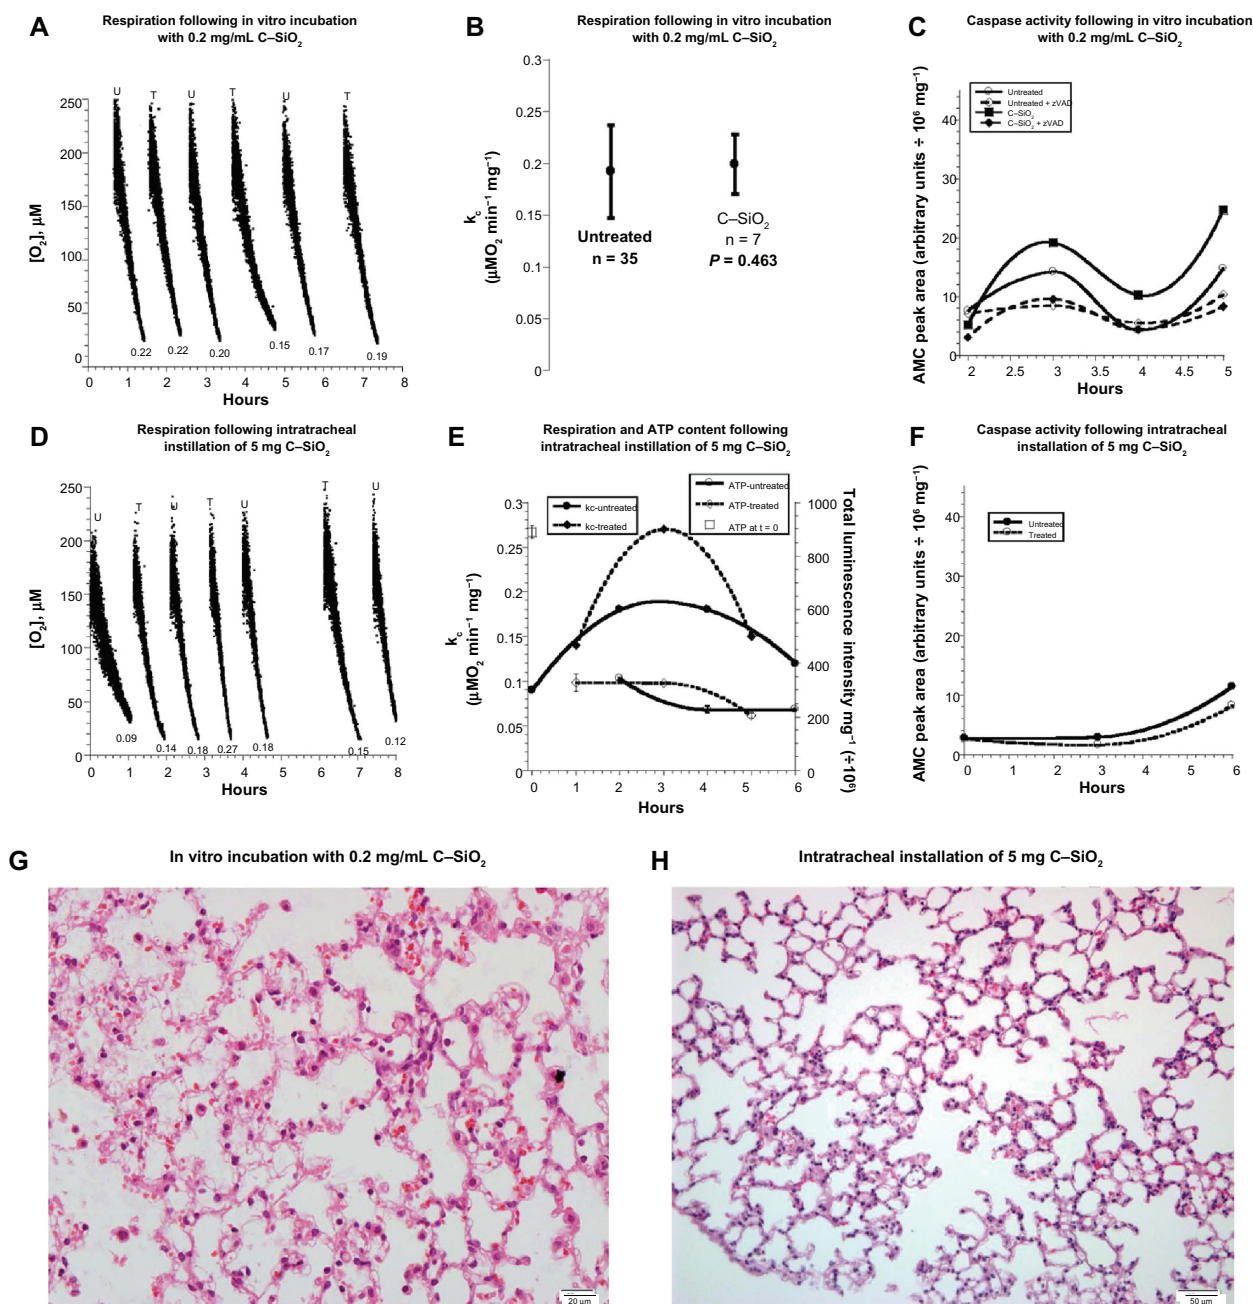 A
Respiration following in vitro incubation
with 0.2 mg/mL C–SiO₂
[O₂], µM
250
200
150
100
50
0
U T U T U T
0.22 0.22 0.20 0.15 0.17 0.19
0 1 2 3 4 5 6 7 8
Hours
B
Respiration following in vitro incubation
with 0.2 mg/mL C–SiO₂
k_c
(µMO₂ min⁻¹ mg⁻¹)
0.3
0.25
0.2
0.15
0.1
0.05
0
Untreated
n = 35
C–SiO₂
n = 7
P = 0.463
C
Caspase activity following in vitro incubation
with 0.2 mg/mL C–SiO₂
AMC peak area (arbitrary units ÷ 10⁶ mg⁻¹)
40
30
20
10
0
Untreated
Untreated + zVAD
C–SiO₂
C–SiO₂ + zVAD
2 2.5 3 3.5 4 4.5 5
Hours
D
Respiration following intratracheal
instillation of 5 mg C–SiO₂
[O₂], µM
250
200
150
100
50
0
U T U T U T U
0.09 0.14 0.18 0.27 0.18 0.15 0.12
0 1 2 3 4 5 6 7 8
Hours
E
Respiration and ATP content following
intratracheal instillation of 5 mg C–SiO₂
k_c
(µMO₂ min⁻¹ mg⁻¹)
0.3
0.25
0.2
0.15
0.1
0.05
0
kc-untreated
kc-treated
ATP-untreated
ATP-treated
ATP at t = 0
1000
800
600
400
200
0
Total luminescence intensity mg⁻¹ (÷10⁶)
0 1 2 3 4 5 6
Hours
F
Caspase activity following intratracheal
installation of 5 mg C–SiO₂
AMC peak area (arbitrary units ÷ 10⁶ mg⁻¹)
40
30
20
10
0
Untreated
Treated
0 1 2 3 4 5 6
Hours
G
In vitro incubation with 0.2 mg/mL C–SiO₂
20 µm
H
Intratracheal installation of 5 mg C–SiO₂
50 µm